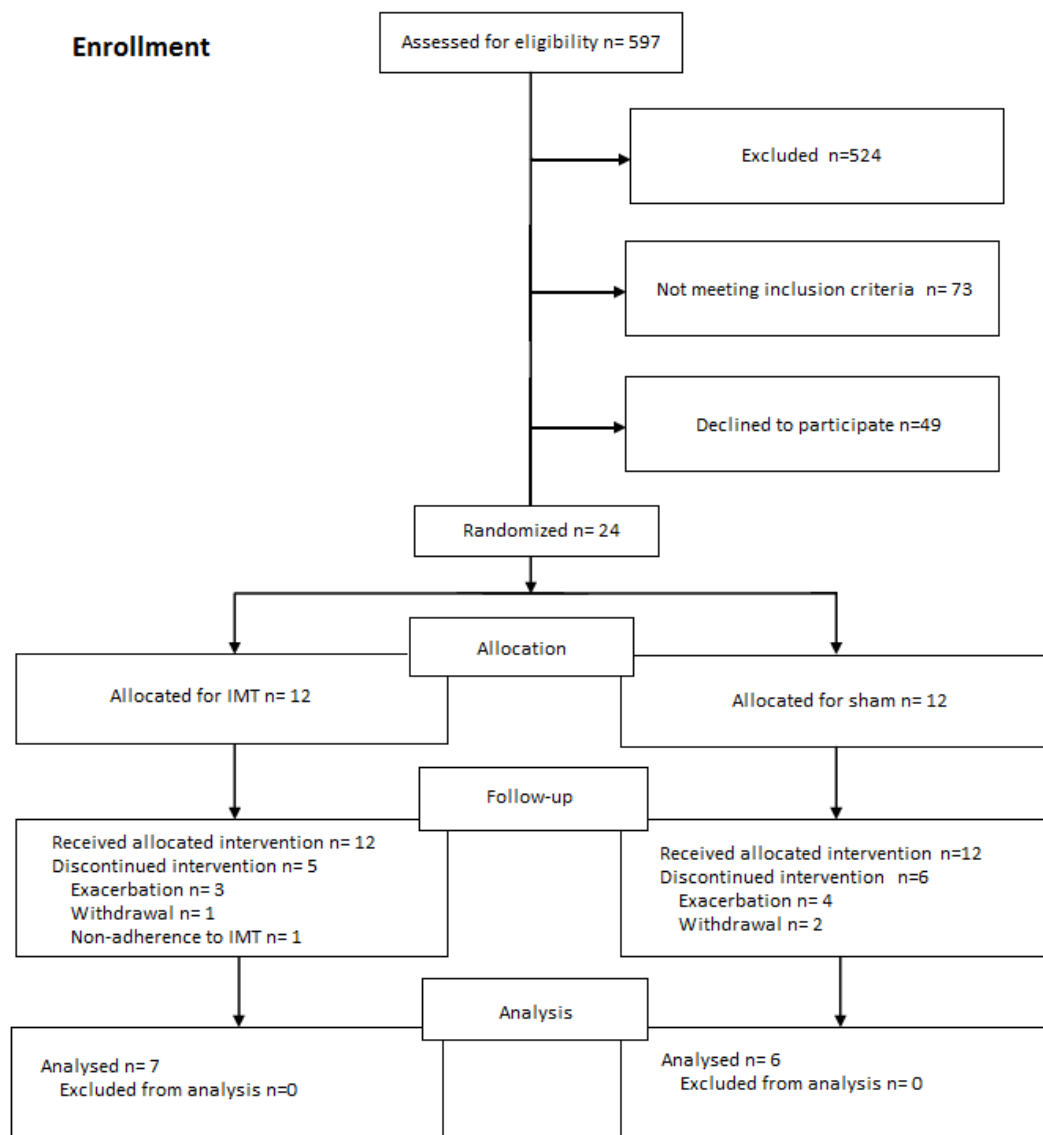 Enrollment
Assessed for eligibility n= 597
Excluded n=524
Not meeting inclusion criteria n= 73
Declined to participate n=49
Randomized n= 24
Allocation
Allocated for IMT n= 12
Allocated for sham n= 12
Follow-up
Received allocated intervention n= 12
Discontinued intervention n= 5
Exacerbation n= 3
Withdrawal n= 1
Non-adherence to IMT n= 1
Received allocated intervention n=12
Discontinued intervention n=6
Exacerbation n= 4
Withdrawal n= 2
Analysis
Analysed n= 7
Excluded from analysis n=0
Analysed n= 6
Excluded from analysis n= 0